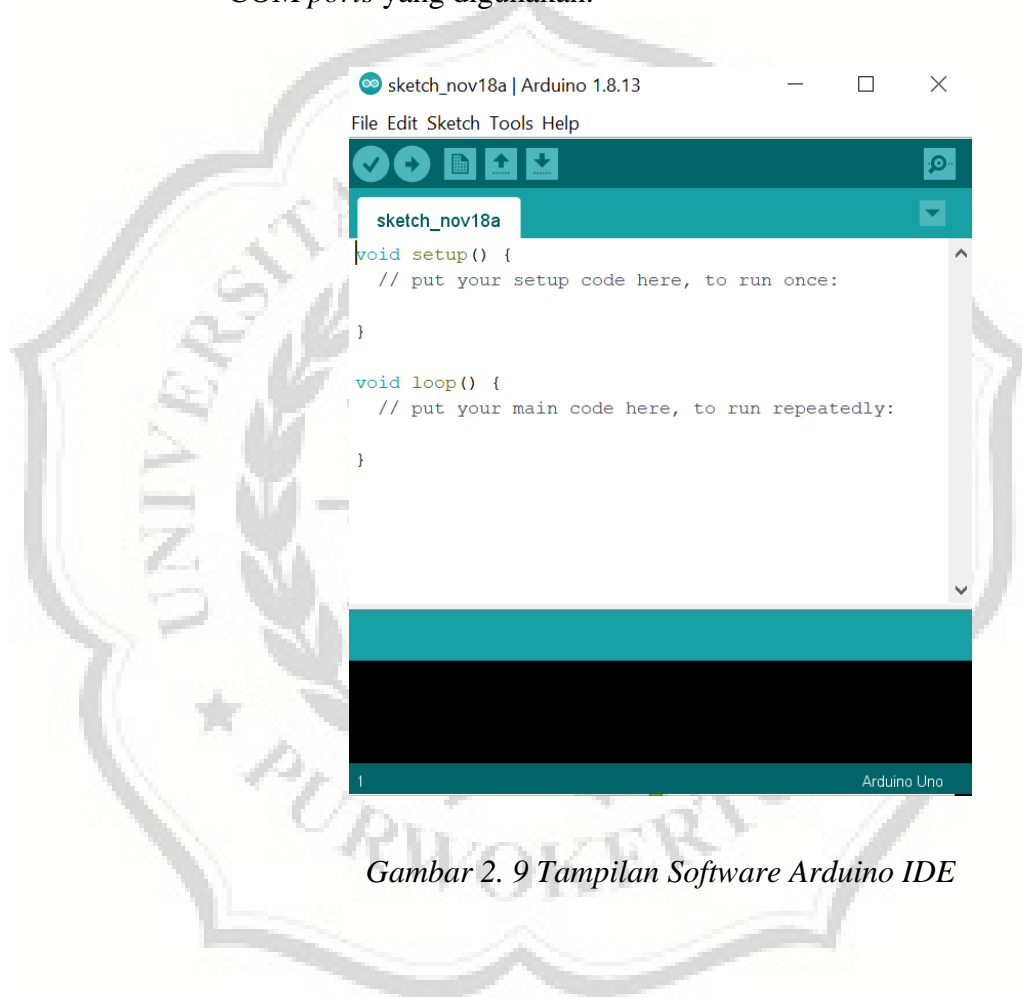 COM ports yang digunakan.
sketch_nov18a | Arduino 1.8.13
File Edit Sketch Tools Help
sketch_nov18a
void setup() {
  // put your setup code here, to run once:
}
void loop() {
  // put your main code here, to run repeatedly:
}
1
Arduino Uno
Gambar 2. 9 Tampilan Software Arduino IDE
PURWOKERTO